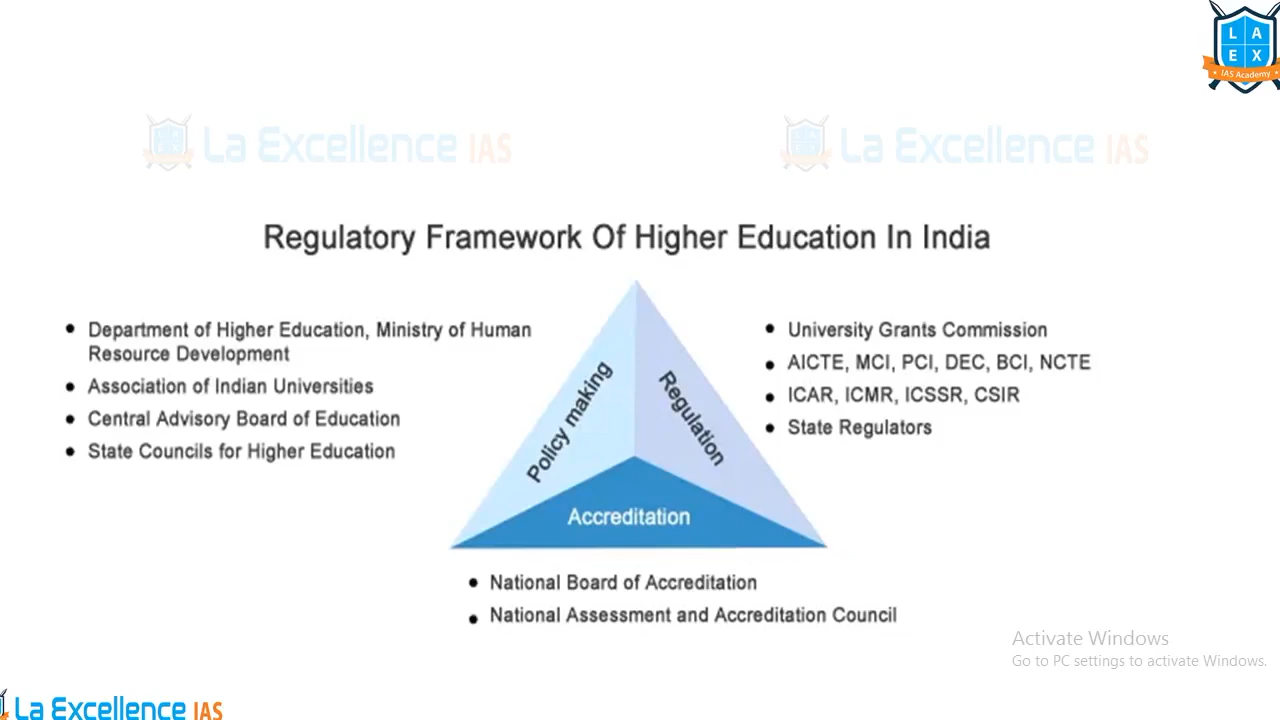 L A
E X
IAS Academy
La Excellence IAS
La Excellence IAS
Regulatory Framework Of Higher Education In India
Department of Higher Education, Ministry of Human
Resource Development
Association of Indian Universities
Central Advisory Board of Education
State Councils for Higher Education
Policy making
Regulation
Accreditation
University Grants Commission
AICTE, MCI, PCI, DEC, BCI, NCTE
ICAR, ICMR, ICSSR, CSIR
State Regulators
National Board of Accreditation
National Assessment and Accreditation Council
Activate Windows
Go to PC settings to activate Windows.
La Excellence IAS